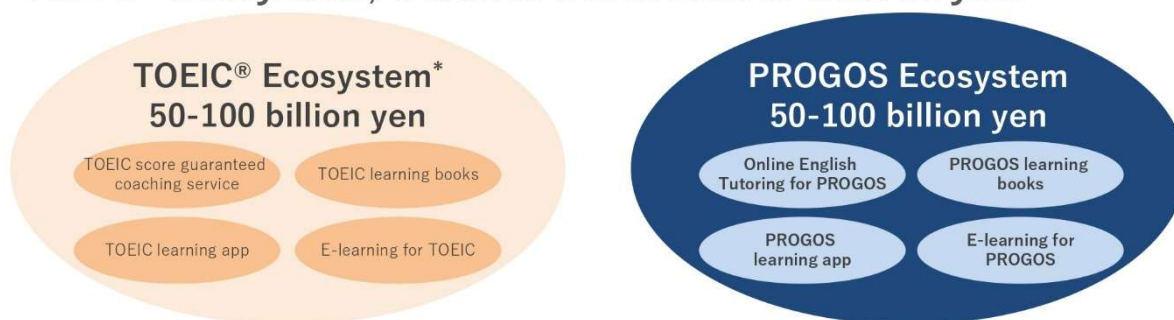 TOEIC® Ecosystem*
50-100 billion yen
TOEIC score guaranteed
coaching service
TOEIC learning books
TOEIC learning app
E-learning for TOEIC
PROGOS Ecosystem
50-100 billion yen
Online English
Tutoring for PROGOS
PROGOS learning
books
PROGOS
learning app
E-learning for
PROGOS